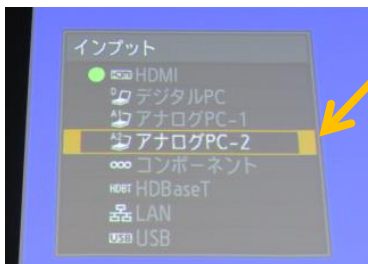 インプット
HDMI HDMI
D デジタルPC
A1 アナログPC-1
A2 アナログPC-2
コンポーネント
HDBT HDBaseT
LAN
USB USB